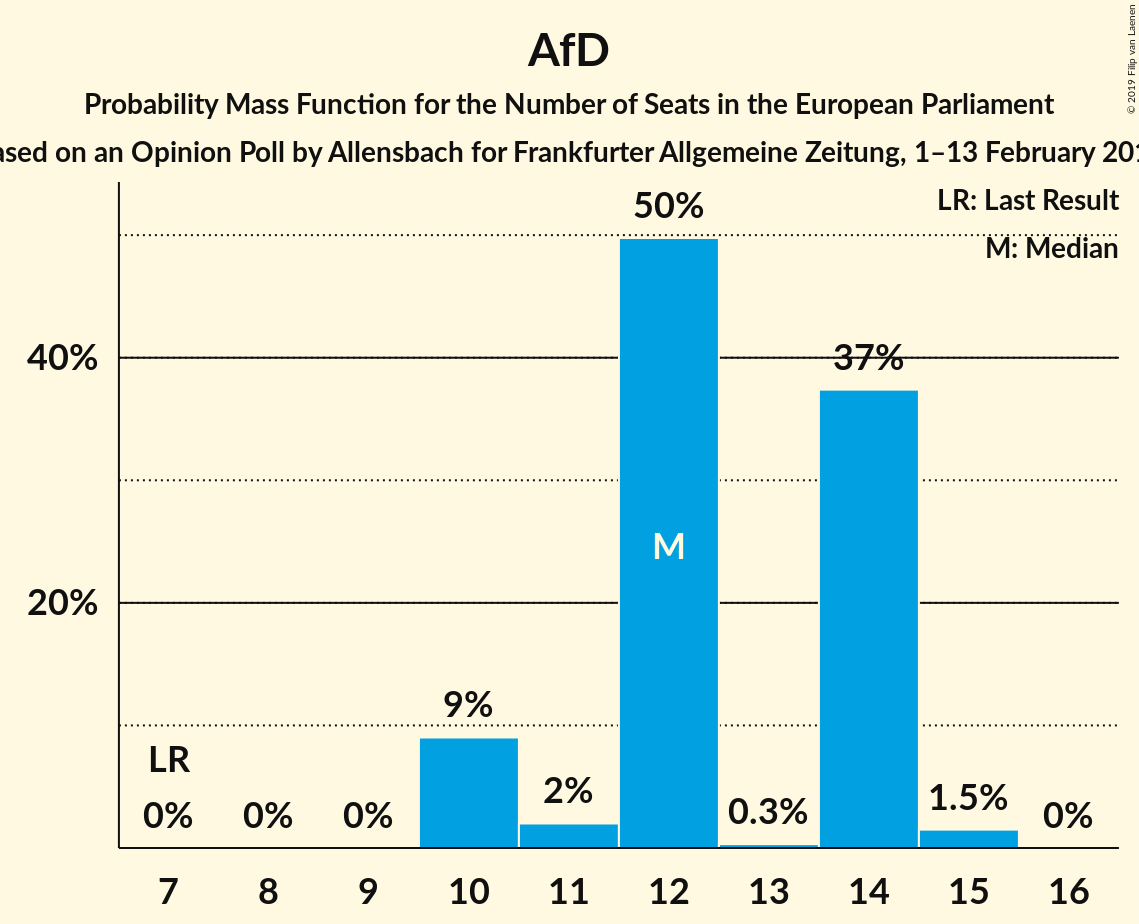 AfD
Probability Mass Function for the Number of Seats in the European Parliament
ased on an Opinion Poll by Allensbach for Frankfurter Allgemeine Zeitung, 1–13 February 201
© 2019 Filip van Laenen
LR: Last Result
M: Median
50%
40%
37%
M
20%
9%
LR
0%
0%
0%
2%
0.3%
1.5%
0%
7 8 9 10 11 12 13 14 15 16